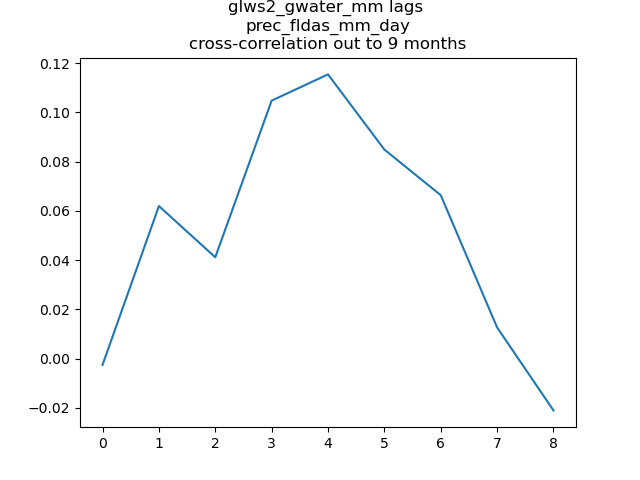 glws2_gwater_mm lags
prec_fldas_mm_day
cross-correlation out to 9 months
0.12
0.10
0.08
0.06
0.04
0.02
0.00
−0.02
0 1 2 3 4 5 6 7 8